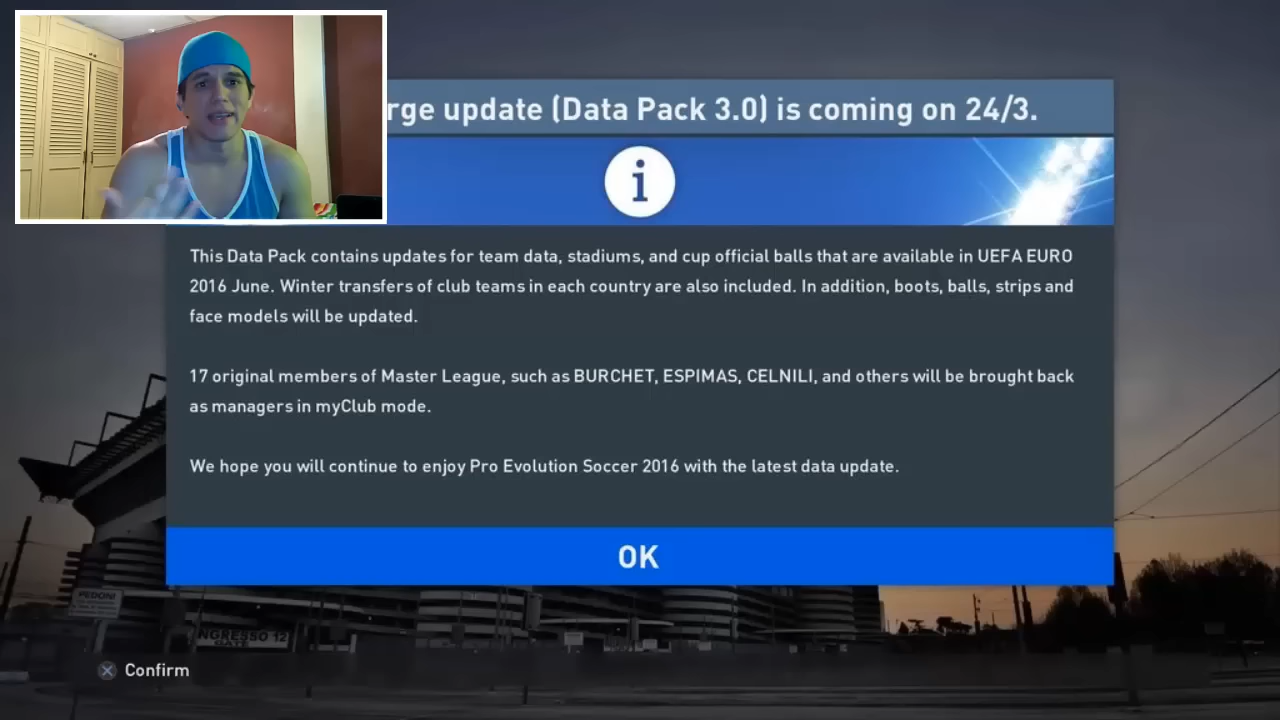 rge update (Data Pack 3.0) is coming on 24/3.
i
This Data Pack contains updates for team data, stadiums, and cup official balls that are available in UEFA EURO
2016 June. Winter transfers of club teams in each country are also included. In addition, boots, balls, strips and
face models will be updated.
17 original members of Master League, such as BURCHET, ESPIMAS, CELNILI, and others will be brought back
as managers in myClub mode.
We hope you will continue to enjoy Pro Evolution Soccer 2016 with the latest data update.
OK
PEDONI
INGRESSO 12
GATE
Confirm